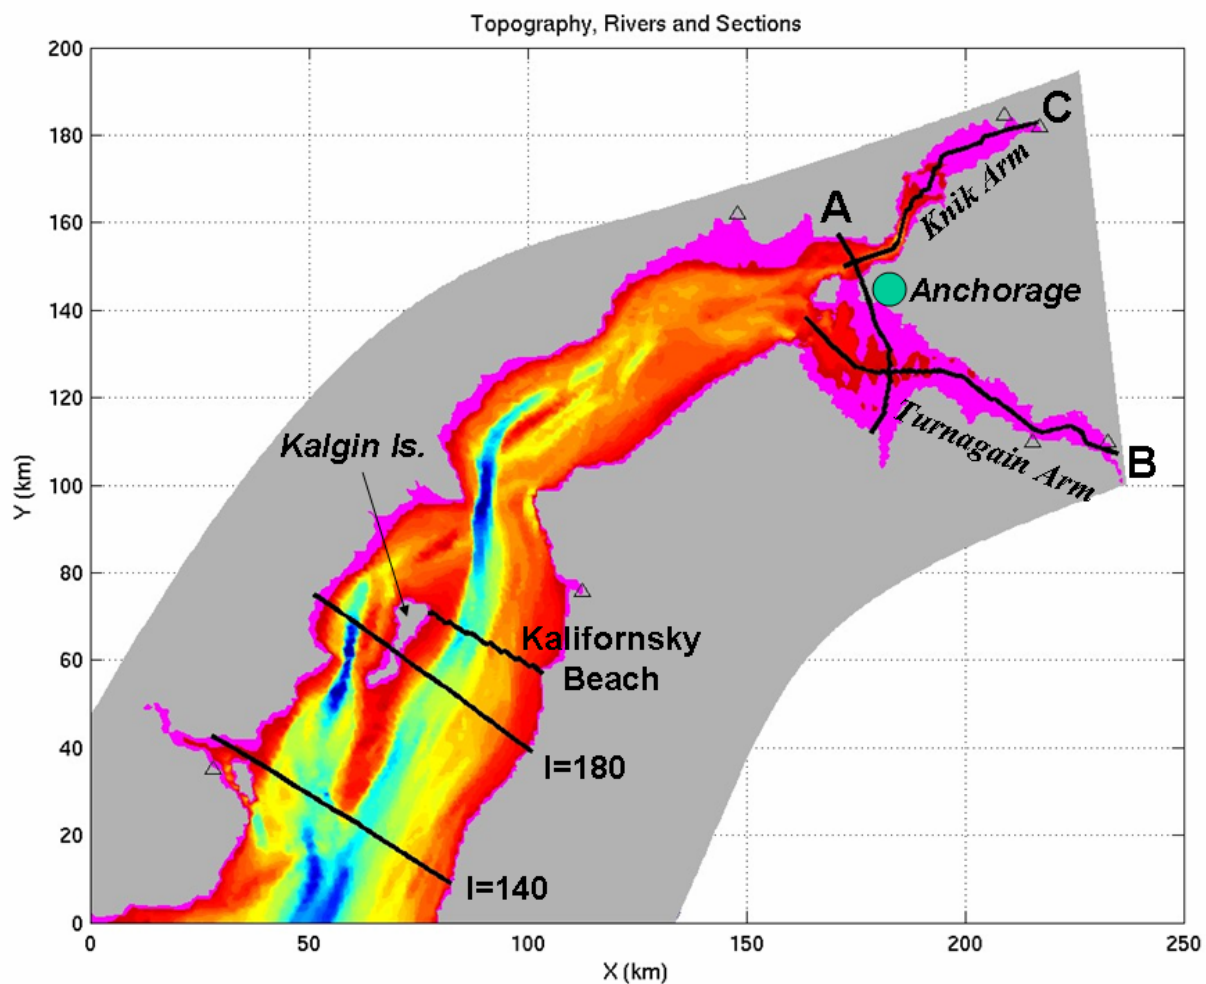 Topography, Rivers and Sections
200
180
160
140
120
100
80
60
40
20
0
Y (km)
C
A
Knik Arm
Anchorage
Kalgin Is.
Turnagain Arm
B
Kalifornsky
Beach
I=180
I=140
0
50
100
150
200
250
X (km)